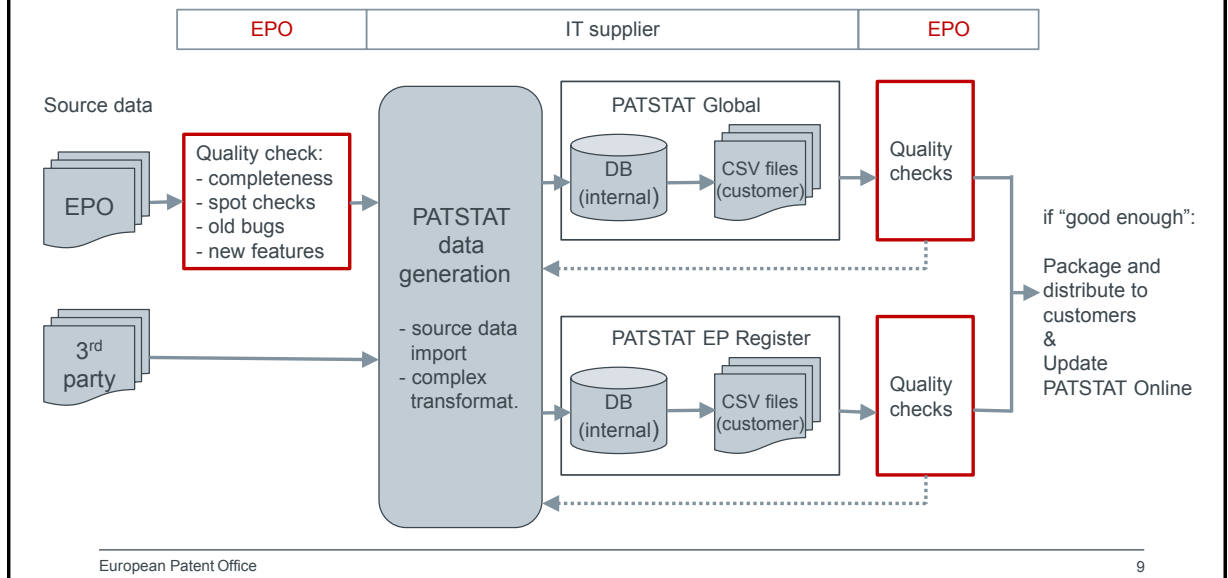 EPO
IT supplier
EPO
Source data
EPO
Quality check:
- completeness
- spot checks
- old bugs
- new features
3rd
party
PATSTAT
data
generation
- source data
import
- complex
transformat.
PATSTAT Global
DB
(internal)
CSV files
(customer)
Quality
checks
PATSTAT EP Register
DB
(internal)
CSV files
(customer)
Quality
checks
if “good enough”:
Package and
distribute to
customers
&
Update
PATSTAT Online
European Patent Office
9